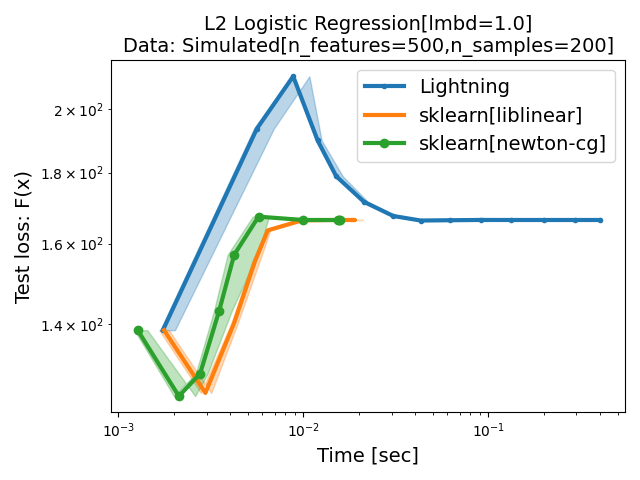 L2 Logistic Regression[lmbd=1.0]
Data: Simulated[n_features=500,n_samples=200]
Lightning
sklearn[liblinear]
sklearn[newton-cg]
Test loss: F(x)
2 × 10²
1.8 × 10²
1.6 × 10²
1.4 × 10²
10⁻³
10⁻²
10⁻¹
Time [sec]